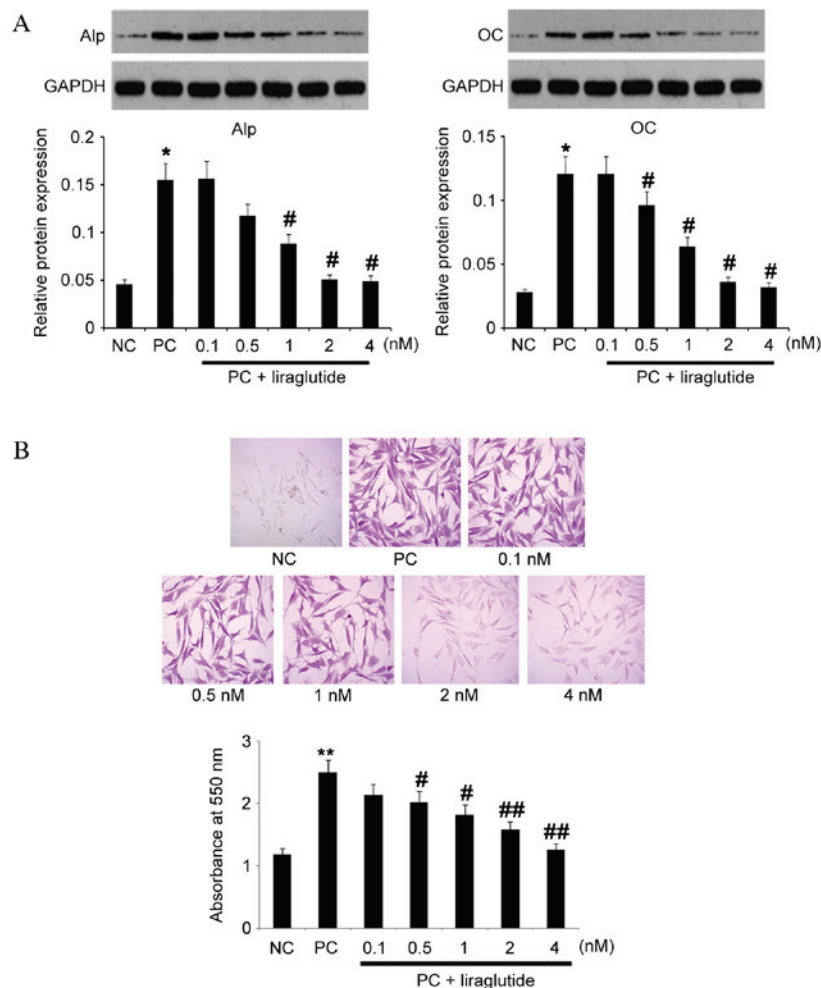 A
Alp
GAPDH
Alp
Relative protein expression
0.2
0.15
0.1
0.05
0
*
#
#
#
NC PC 0.1 0.5 1 2 4 (nM)
PC + liraglutide
OC
GAPDH
OC
Relative protein expression
0.15
0.1
0.05
0
*
#
#
#
#
NC PC 0.1 0.5 1 2 4 (nM)
PC + liraglutide
B
NC PC 0.1 nM
0.5 nM 1 nM 2 nM 4 nM
Absorbance at 550 nm
3
2
1
0
**
#
#
##
##
NC PC 0.1 0.5 1 2 4 (nM)
PC + liraglutide